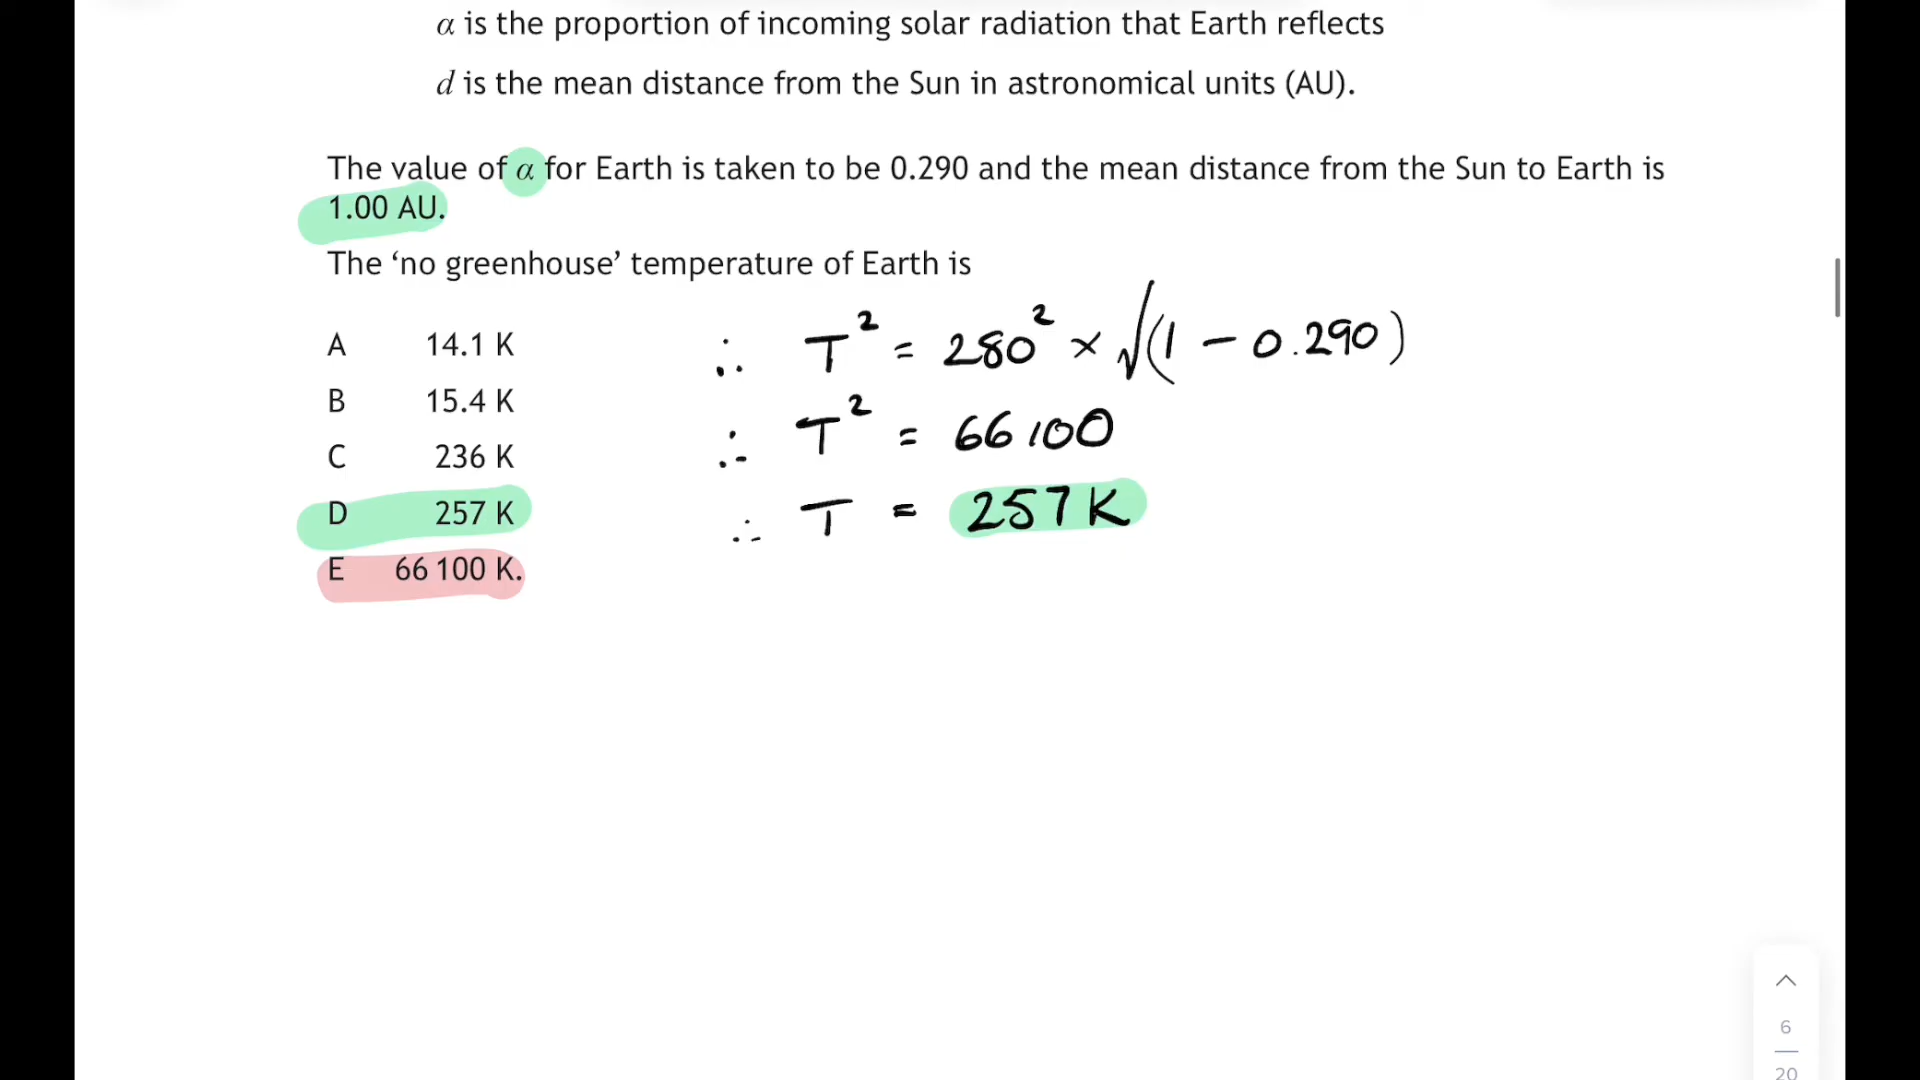 α is the proportion of incoming solar radiation that Earth reflects
d is the mean distance from the Sun in astronomical units (AU).
The value of α for Earth is taken to be 0.290 and the mean distance from the Sun to Earth is
1.00 AU.
The ‘no greenhouse’ temperature of Earth is
A 14.1 K
B 15.4 K
C 236 K
D 257 K
E 66 100 K.
∴ T² = 280² × √(1 − 0.290)
∴ T² = 66 100
∴ T = 257 K
6
20